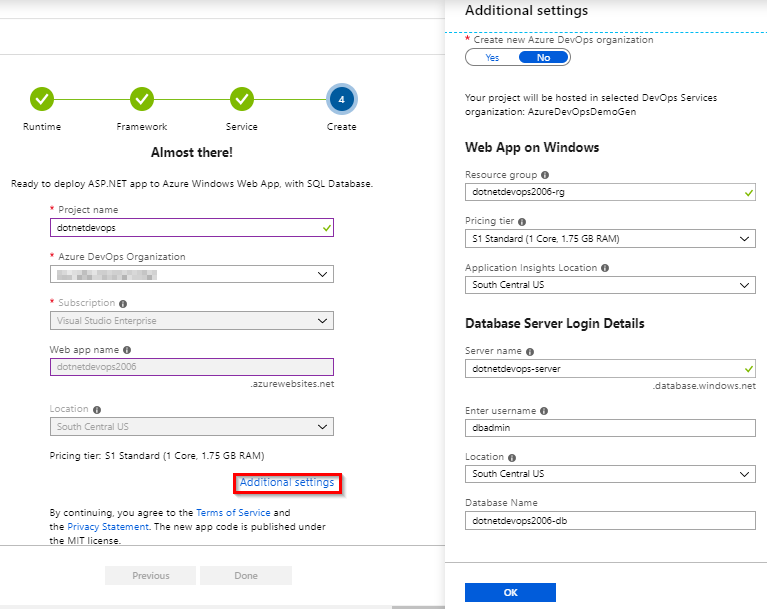 4
Runtime
Framework
Service
Create
Almost there!
Ready to deploy ASP.NET app to Azure Windows Web App, with SQL Database.
* Project name
dotnetdevops
* Azure DevOps Organization
* Subscription
Visual Studio Enterprise
Web app name
dotnetdevops2006
.azurewebsites.net
Location
South Central US
Pricing tier: S1 Standard (1 Core, 1.75 GB RAM)
Additional settings
By continuing, you agree to the Terms of Service and
the Privacy Statement. The new app code is published under
the MIT license.
Previous
Done
Additional settings
* Create new Azure DevOps organization
Yes
No
Your project will be hosted in selected DevOps Services
organization: AzureDevOpsDemoGen
Web App on Windows
Resource group
dotnetdevops2006-rg
Pricing tier
S1 Standard (1 Core, 1.75 GB RAM)
Application Insights Location
South Central US
Database Server Login Details
Server name
dotnetdevops-server
.database.windows.net
Enter username
dbadmin
Location
South Central US
Database Name
dotnetdevops2006-db
OK